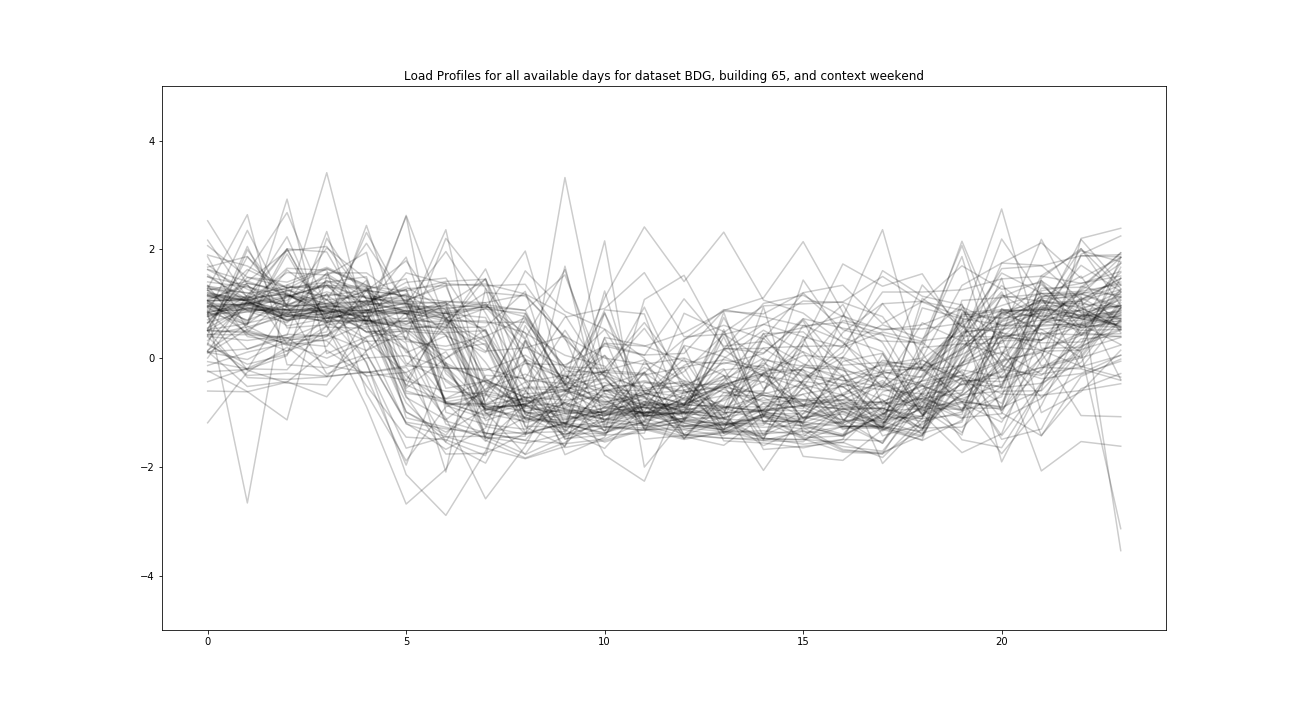 Load Profiles for all available days for dataset BDG, building 65, and context weekend
4
2
0
−2
−4
0 5 10 15 20